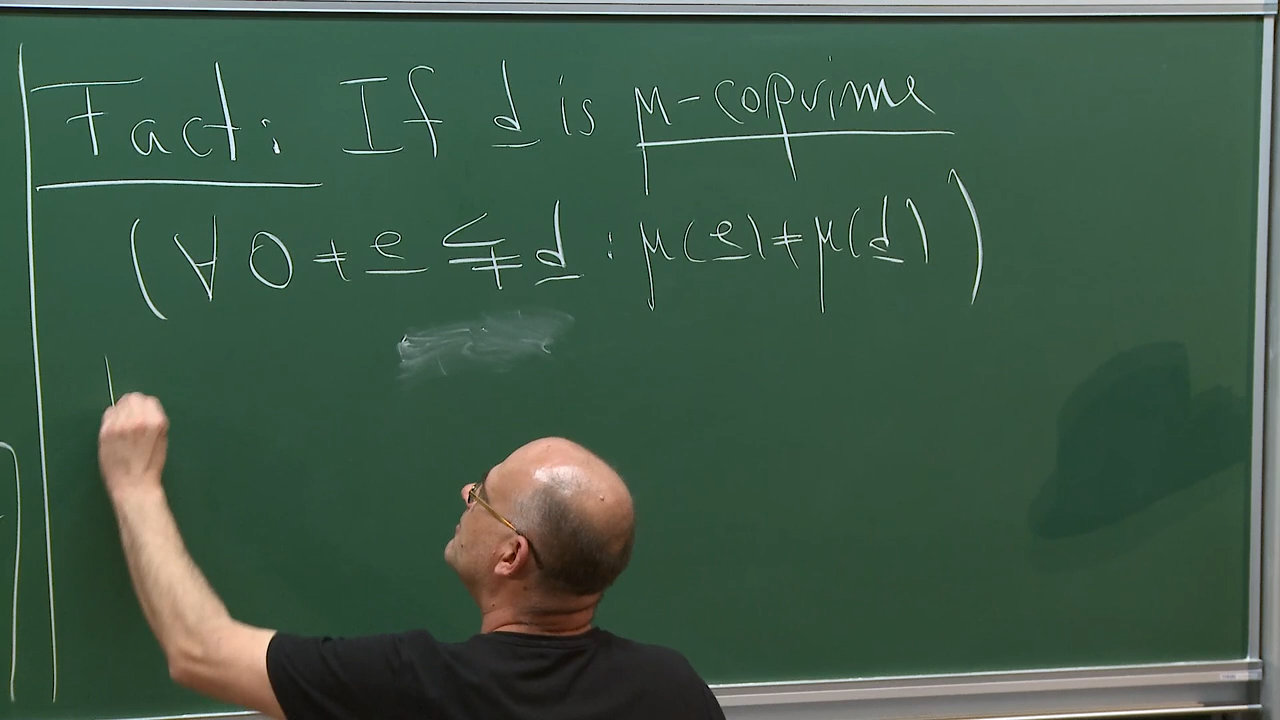 Fact: If d is μ-coprime
(∀ 0 ≠ e ⪇ d : μ(e) ≠ μ(d))